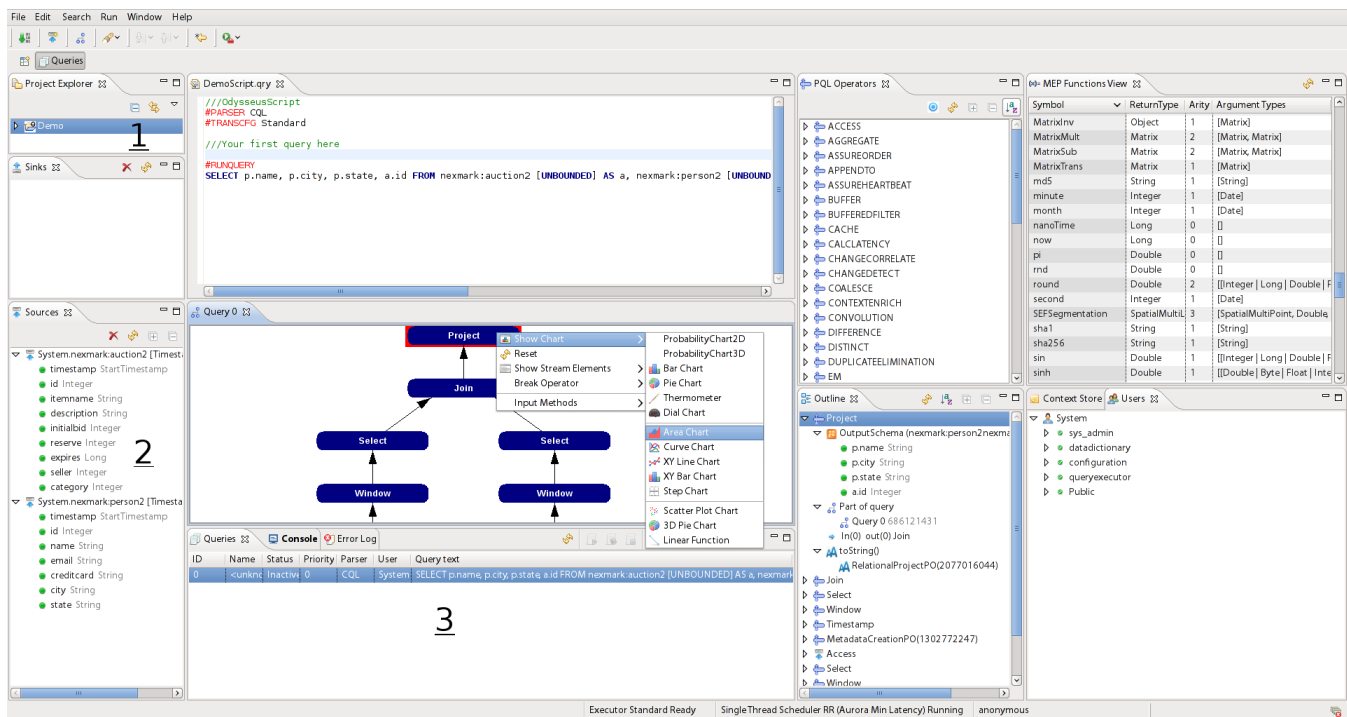 File Edit Search Run Window Help
Queries
Project Explorer
Demo
1
Sinks
DemoScript.qry
///OdysseusScript
#PARSER CQL
#TRANSCFG Standard
///Your first query here
#RUNQUERY
SELECT p.name, p.city, p.state, a.id FROM nexmark:auction2 [UNBOUNDED] AS a, nexmark:person2 [UNBOUND
PQL Operators
ACCESS
AGGREGATE
ASSUREORDER
APPENDTO
ASSUREHEARTBEAT
BUFFER
BUFFEREDFILTER
CACHE
CALCLATENCY
CHANGECORRELATE
CHANGEDETECT
COALESCE
CONTEXTENRICH
CONVOLUTION
DIFFERENCE
DISTINCT
DUPLICATEELIMINATION
EM
MEP Functions View
Symbol ReturnType Arity Argument Types
MatrixInv Object 1 [Matrix]
MatrixMult Matrix 2 [Matrix, Matrix]
MatrixSub Matrix 2 [Matrix, Matrix]
MatrixTrans Matrix 1 [Matrix]
md5 String 1 [String]
minute Integer 1 [Date]
month Integer 1 [Date]
nanoTime Long 0 []
now Long 0 []
pi Double 0 []
rnd Double 0 []
round Double 2 [[Integer | Long | Double | F
second Integer 1 [Date]
SEFSegmentation SpatialMultiL 3 [SpatialMultiPoint, Double,
sha1 String 1 [String]
sha256 String 1 [String]
sin Double 1 [[Integer | Long | Double | F
sinh Double 1 [[Double | Byte | Float | Inte
Sources
System.nexmark:auction2 [Timest
timestamp StartTimestamp
id Integer
itemname String
description String
initialbid Integer
reserve Integer
expires Long
seller Integer
category Integer
2
System.nexmark:person2 [Timesta
timestamp StartTimestamp
id Integer
name String
email String
creditcard String
city String
state String
Query 0
Project
Join
Select Select
Window Window
Show Chart
Reset
Show Stream Elements
Break Operator
Input Methods
ProbabilityChart2D
ProbabilityChart3D
Bar Chart
Pie Chart
Thermometer
Dial Chart
Area Chart
Curve Chart
XY Line Chart
XY Bar Chart
Step Chart
Scatter Plot Chart
3D Pie Chart
Linear Function
Queries Console Error Log
ID Name Status Priority Parser User Query text
0 <unkno Inactive 0 CQL System SELECT p.name, p.city, p.state, a.id FROM nexmark:auction2 [UNBOUNDED] AS a, nexmark
3
Outline
Project
OutputSchema (nexmark:person2nexma
p.name String
p.city String
p.state String
a.id Integer
Part of query
Query 0 686121431
In(0) out(0) Join
toString()
RelationalProjectPO(2077016044)
Join
Select
Window
Timestamp
MetadataCreationPO(1302772247)
Access
Select
Window
Context Store Users
System
sys_admin
datadictionary
configuration
queryexecutor
Public
Executor Standard Ready SingleThread Scheduler RR (Aurora Min Latency) Running anonymous